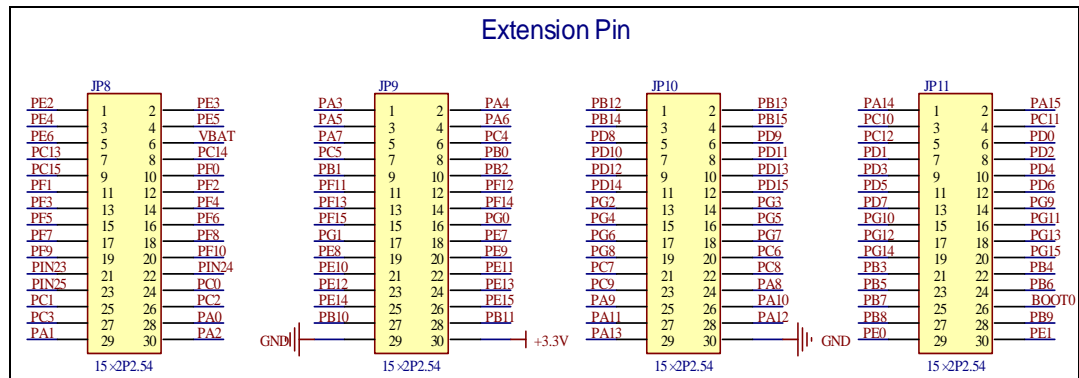 Extension Pin
JP8 JP9 JP10 JP11
PE2 1 2 PE3 PA3 1 2 PA4 PB12 1 2 PB13 PA14 1 2 PA15
PE4 3 4 PE5 PA5 3 4 PA6 PB14 3 4 PB15 PC10 3 4 PC11
PE6 5 6 VBAT PA7 5 6 PC4 PD8 5 6 PD9 PC12 5 6 PD0
PC13 7 8 PC14 PC5 7 8 PB0 PD10 7 8 PD11 PD1 7 8 PD2
PC15 9 10 PF0 PB1 9 10 PB2 PD12 9 10 PD13 PD3 9 10 PD4
PF1 11 12 PF2 PF11 11 12 PF12 PD14 11 12 PD15 PD5 11 12 PD6
PF3 13 14 PF4 PF13 13 14 PF14 PG2 13 14 PG3 PD7 13 14 PG9
PF5 15 16 PF6 PF15 15 16 PG0 PG4 15 16 PG5 PG10 15 16 PG11
PF7 17 18 PF8 PG1 17 18 PE7 PG6 17 18 PG7 PG12 17 18 PG13
PF9 19 20 PF10 PE8 19 20 PE9 PG8 19 20 PC6 PG14 19 20 PG15
PIN23 21 22 PIN24 PE10 21 22 PE11 PC7 21 22 PC8 PB3 21 22 PB4
PIN25 23 24 PC0 PE12 23 24 PE13 PC9 23 24 PA8 PB5 23 24 PB6
PC1 25 26 PC2 PE14 25 26 PE15 PA9 25 26 PA10 PB7 25 26 BOOT0
PC3 27 28 PA0 PB10 27 28 PB11 PA11 27 28 PA12 PB8 27 28 PB9
PA1 29 30 PA2 GND 29 30 +3.3V PA13 29 30 GND PE0 29 30 PE1
15×2P2.54 15×2P2.54 15×2P2.54 15×2P2.54